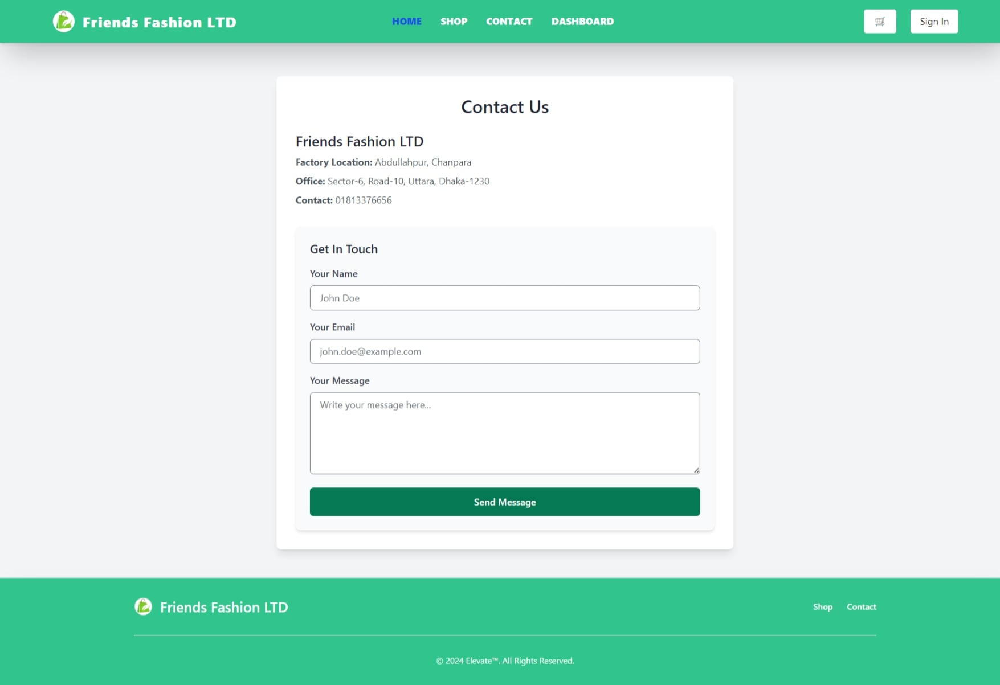 Friends Fashion LTD
HOME SHOP CONTACT DASHBOARD
Sign In
Contact Us
Friends Fashion LTD
Factory Location: Abdullahpur, Chanpara
Office: Sector-6, Road-10, Uttara, Dhaka-1230
Contact: 01813376656
Get In Touch
Your Name
John Doe
Your Email
john.doe@example.com
Your Message
Write your message here...
Send Message
Friends Fashion LTD
Shop Contact
© 2024 Elevate™. All Rights Reserved.